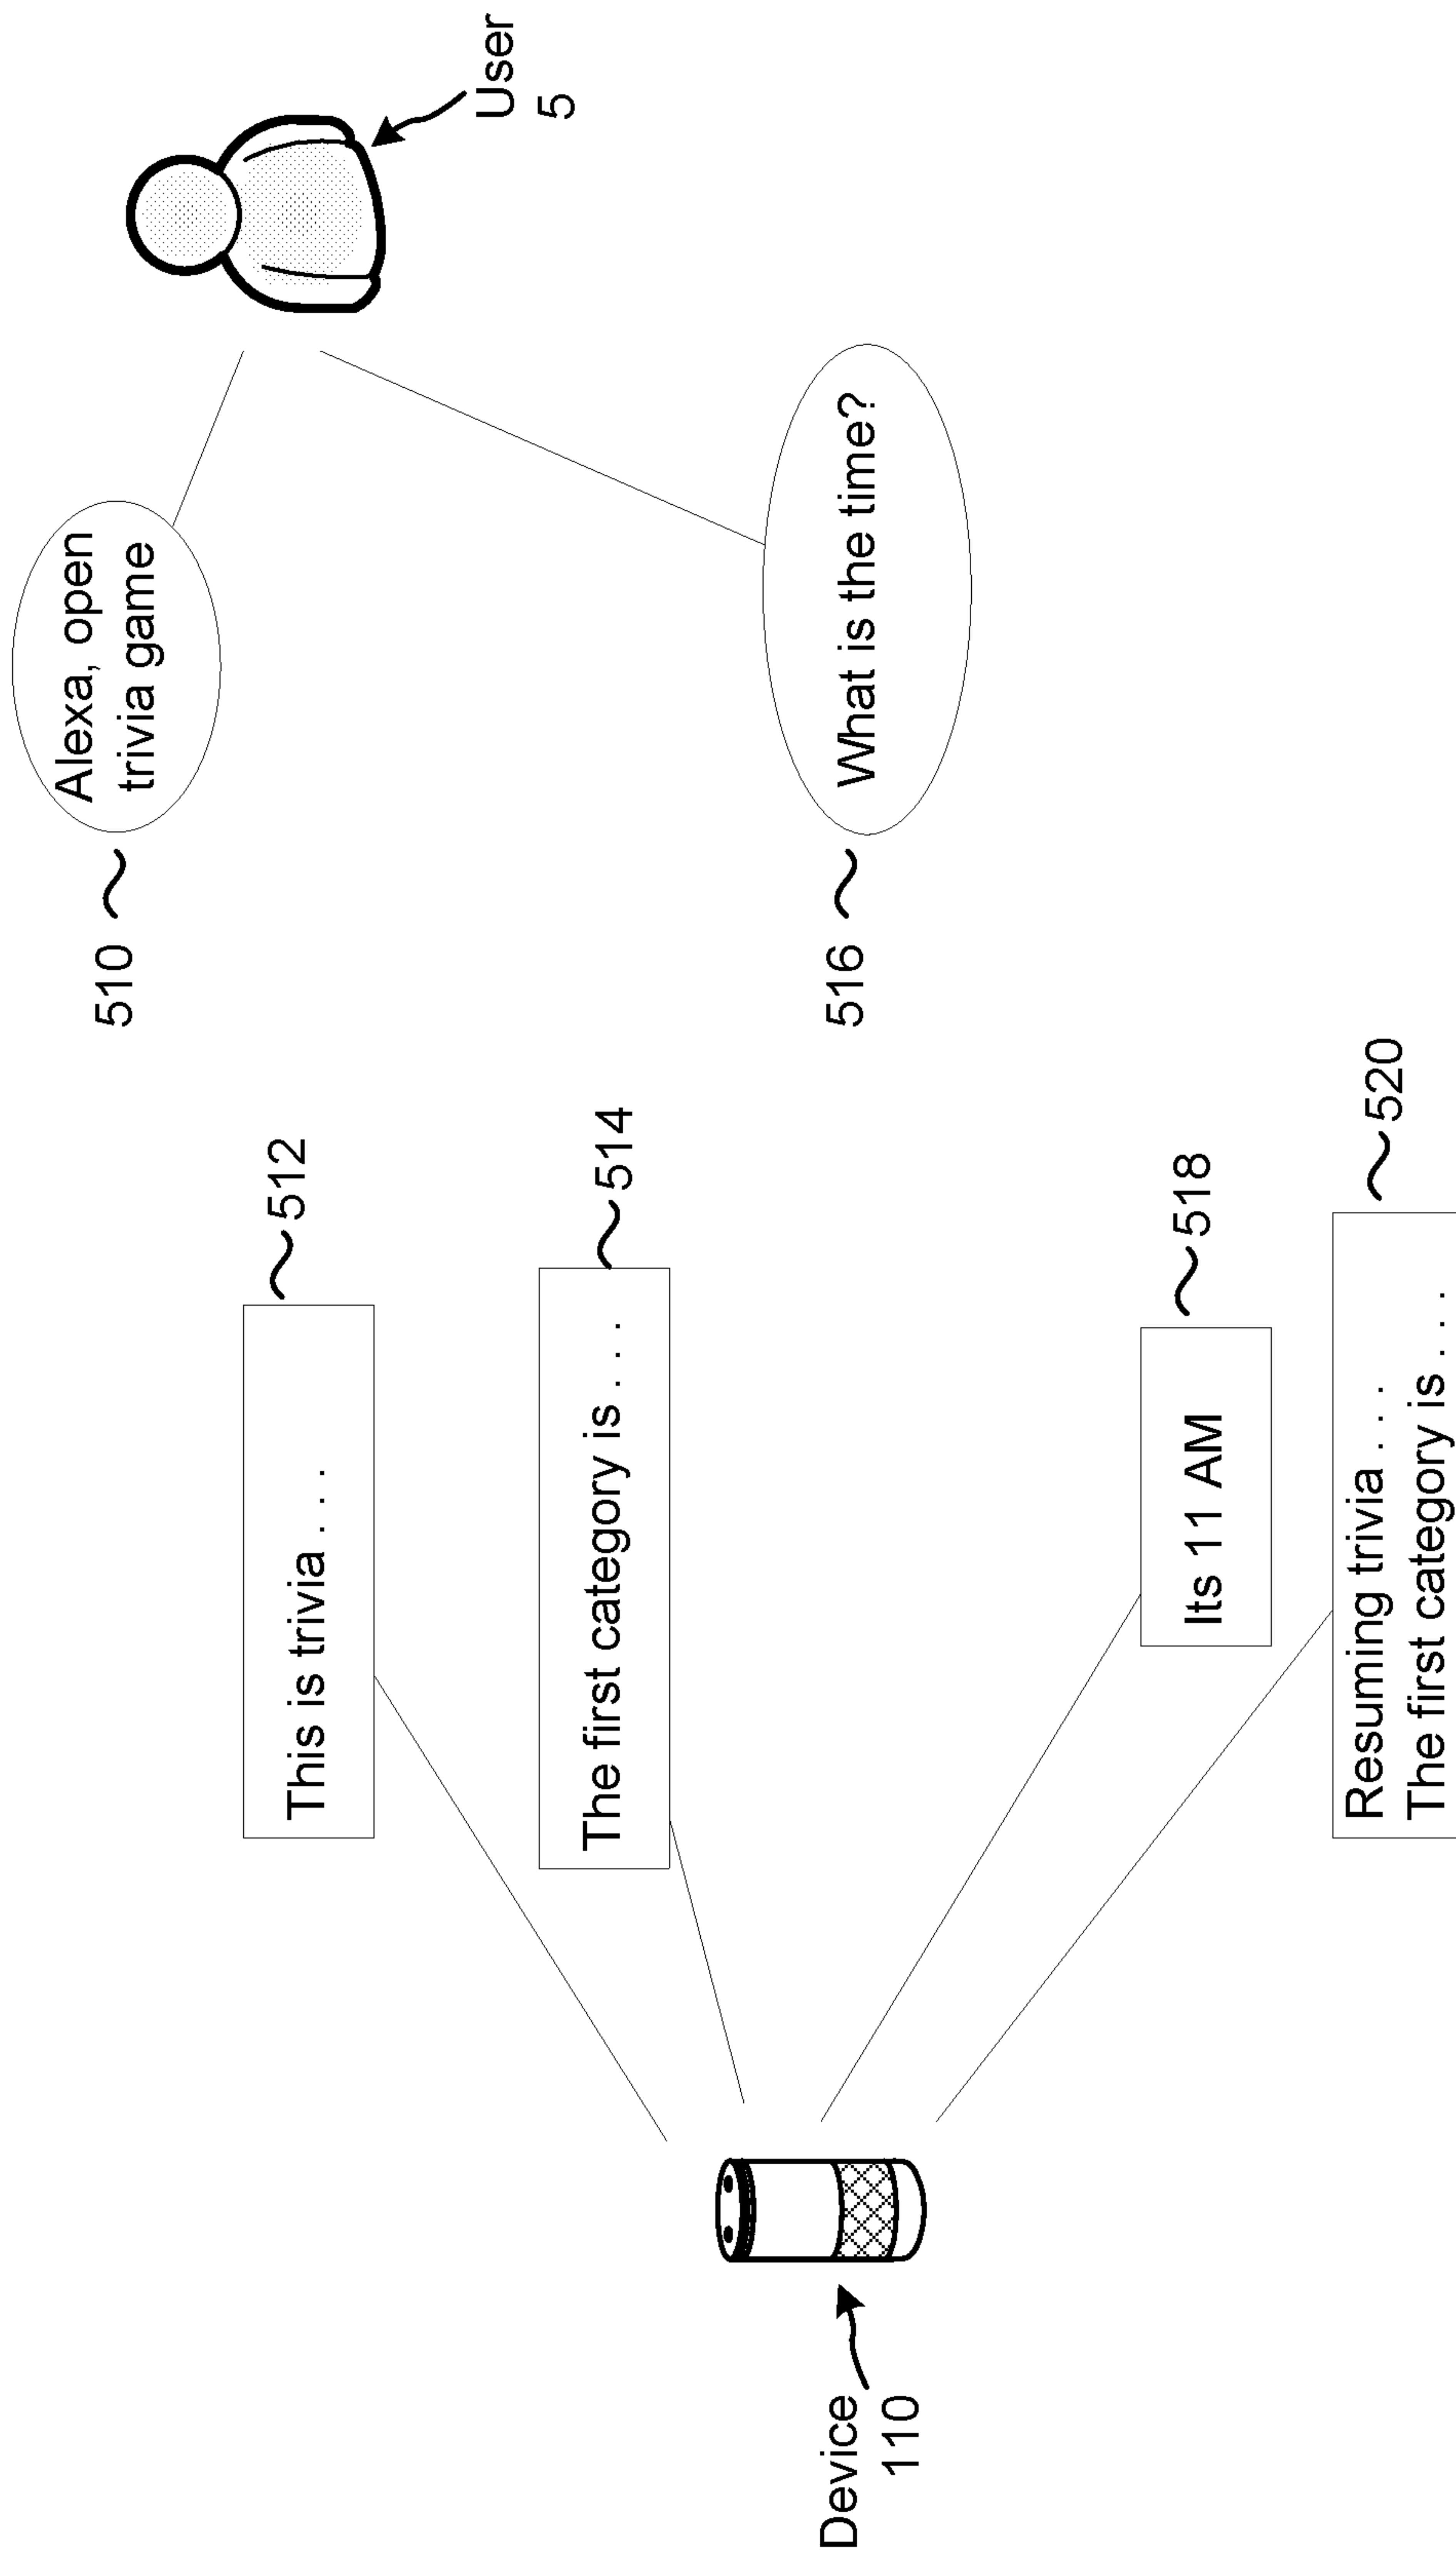 Alexa, open
trivia game
510
User
5
This is trivia . . .
512
The first category is . . .
514
What is the time?
516
Device
110
Its 11 AM
518
Resuming trivia . . .
The first category is . . .
520